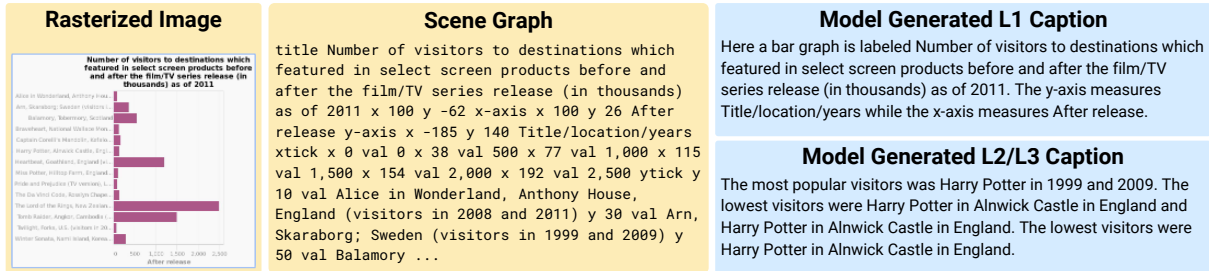 Rasterized Image
Number of visitors to destinations which
featured in select screen products before
and after the film/TV series release (in
thousands) as of 2011
Alice in Wonderland, Anthony Hou...
Arn, Skaraborg; Sweden (visitors i...
Balamory, Tobermory, Scotland
Braveheart, National Wallace Mon...
Captain Corelli's Mandolin, Kefalo...
Harry Potter, Alnwick Castle, Engl...
Heartbeat, Goathland, England (vi...
Miss Potter, Hilltop Farm, England...
Pride and Prejudice (TV version), L...
The Da Vinci Code, Rosslyn Chape...
The Lord of the Rings, New Zealan...
Tomb Raider, Angkor, Cambodia (...
Twilight, Forks, U.S. (visitors in 20...
Winter Sonata, Nami Island, Korea...
0 500 1,000 1,500 2,000 2,500
After release
Scene Graph
title Number of visitors to destinations which
featured in select screen products before and
after the film/TV series release (in thousands)
as of 2011 x 100 y -62 x-axis x 100 y 26 After
release y-axis x -185 y 140 Title/location/years
xtick x 0 val 0 x 38 val 500 x 77 val 1,000 x 115
val 1,500 x 154 val 2,000 x 192 val 2,500 ytick y
10 val Alice in Wonderland, Anthony House,
England (visitors in 2008 and 2011) y 30 val Arn,
Skaraborg; Sweden (visitors in 1999 and 2009) y
50 val Balamory ...
Model Generated L1 Caption
Here a bar graph is labeled Number of visitors to destinations which
featured in select screen products before and after the film/TV
series release (in thousands) as of 2011. The y-axis measures
Title/location/years while the x-axis measures After release.
Model Generated L2/L3 Caption
The most popular visitors was Harry Potter in 1999 and 2009. The
lowest visitors were Harry Potter in Alnwick Castle in England and
Harry Potter in Alnwick Castle in England. The lowest visitors were
Harry Potter in Alnwick Castle in England.